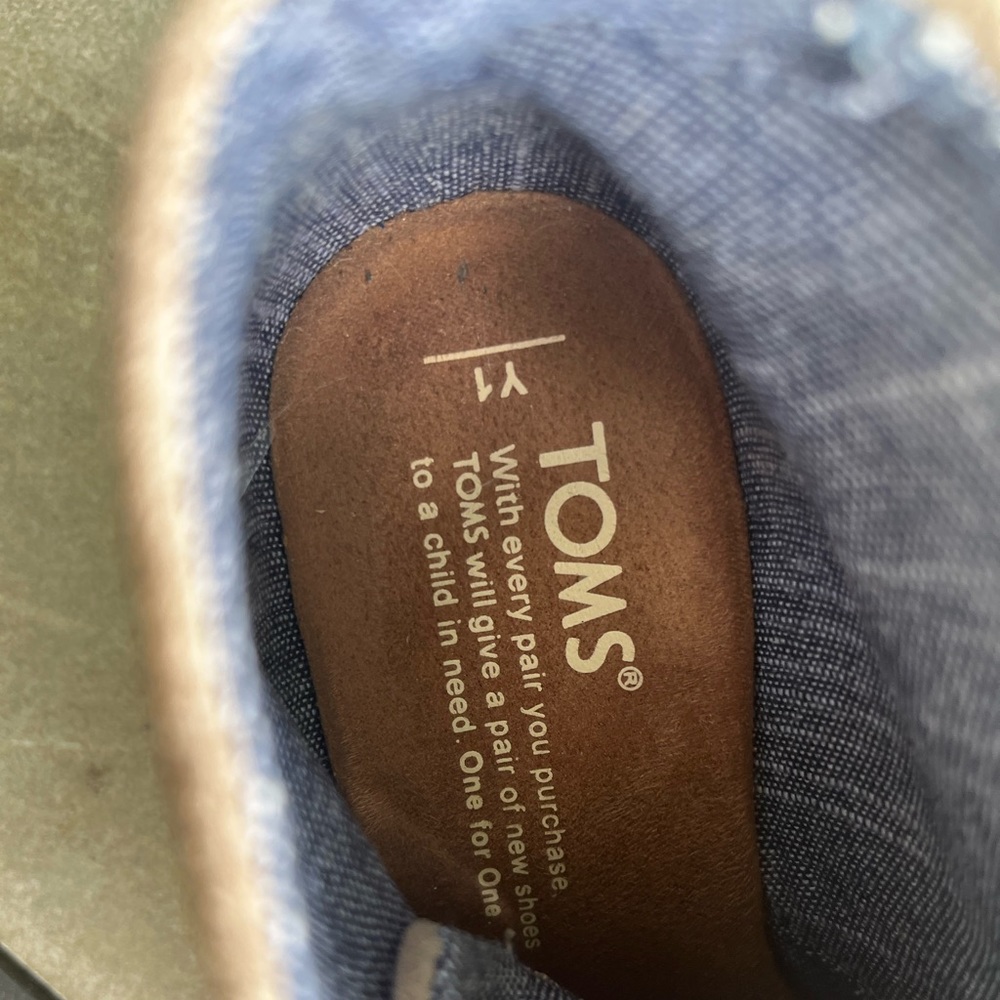 Y1
TOMS®
With every pair you purchase,
TOMS will give a pair of new shoes
to a child in need. One for One.